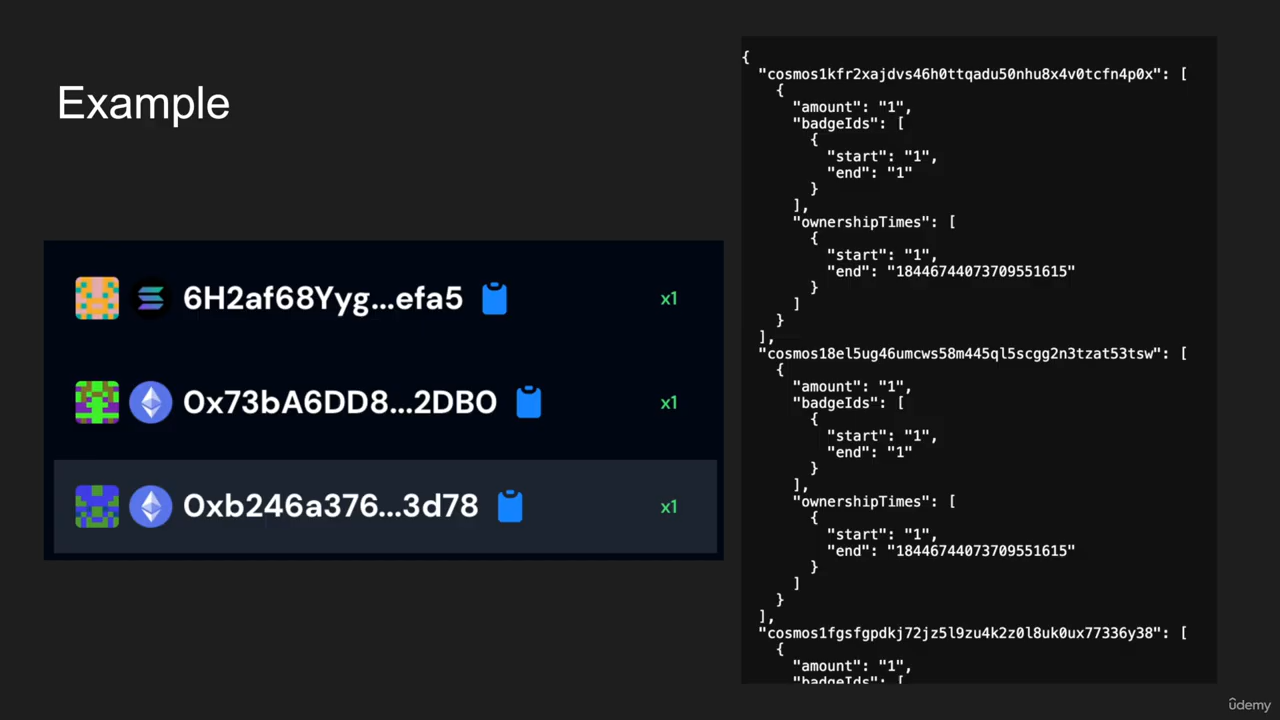 Example
6H2af68Yyg...efa5 x1
0x73bA6DD8...2DB0 x1
0xb246a376...3d78 x1
{
"cosmos1kfr2xajdvs46h0ttqadu50nhu8x4v0tcfn4p0x": [
{
"amount": "1",
"badgeIds": [
{
"start": "1",
"end": "1"
}
],
"ownershipTimes": [
{
"start": "1",
"end": "18446744073709551615"
}
]
}
],
"cosmos18el5ug46umcws58m445ql5scgg2n3tzat53tsw": [
{
"amount": "1",
"badgeIds": [
{
"start": "1",
"end": "1"
}
],
"ownershipTimes": [
{
"start": "1",
"end": "18446744073709551615"
}
]
}
],
"cosmos1fgsfgpdkj72jz5l9zu4k2z0l8uk0ux77336y38": [
{
"amount": "1",
"badgeIds": [
udemy